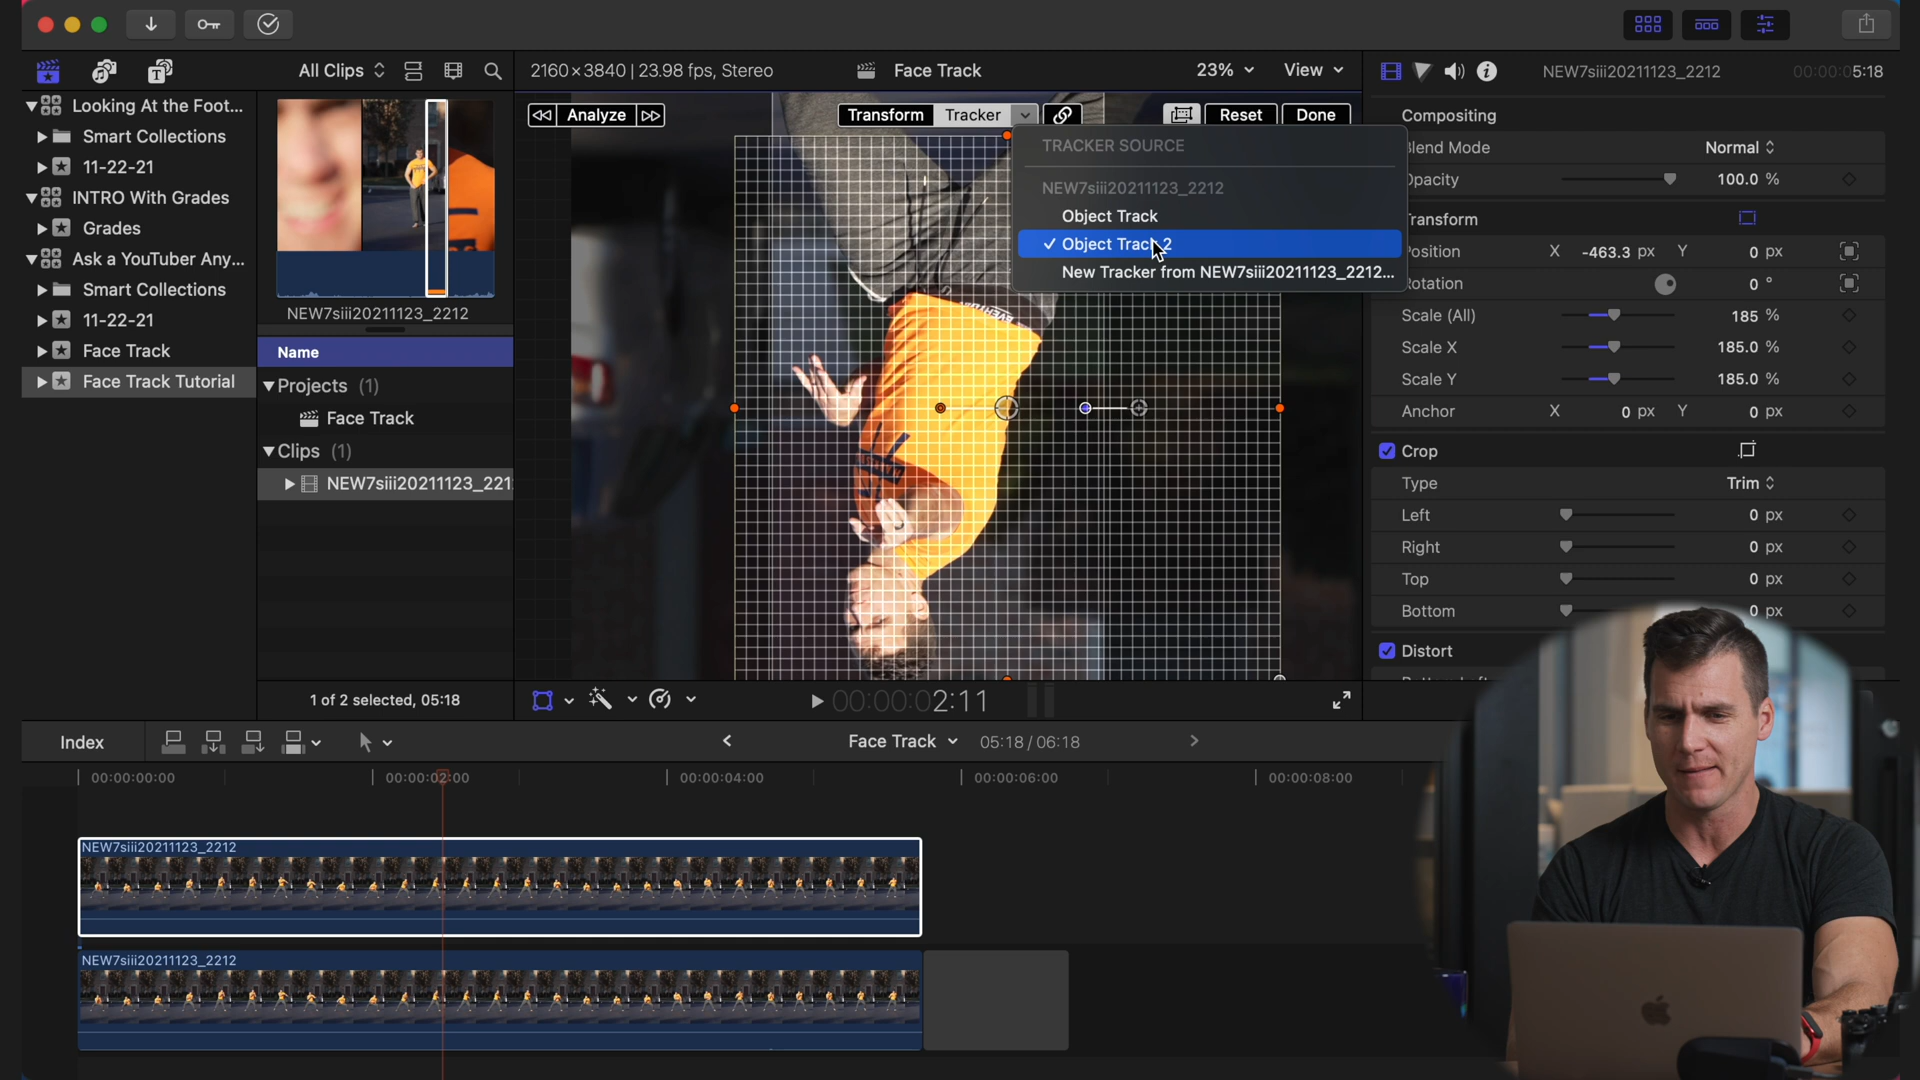 All Clips
2160×3840 | 23.98 fps, Stereo
Face Track
23%
View
NEW7siii20211123_2212
00:00:05:18
Looking At the Foot...
Smart Collections
11-22-21
INTRO With Grades
Grades
Ask a YouTuber Any...
Smart Collections
11-22-21
Face Track
Face Track Tutorial
NEW7siii20211123_2212
Name
Projects (1)
Face Track
Clips (1)
NEW7siii20211123_221
1 of 2 selected, 05:18
Analyze
Transform
Tracker
Reset
Done
TRACKER SOURCE
NEW7siii20211123_2212
Object Track
✓ Object Track 2
New Tracker from NEW7siii20211123_2212...
00:00:02:11
Compositing
Blend Mode Normal
Opacity 100.0 %
Transform
Position X -463.3 px Y 0 px
Rotation 0 °
Scale (All) 185 %
Scale X 185.0 %
Scale Y 185.0 %
Anchor X 0 px Y 0 px
Crop
Type Trim
Left 0 px
Right 0 px
Top 0 px
Bottom 0 px
Distort
Index
Face Track
05:18 / 06:18
00:00:00:00
00:00:02:00
00:00:04:00
00:00:06:00
00:00:08:00
NEW7siii20211123_2212
NEW7siii20211123_2212